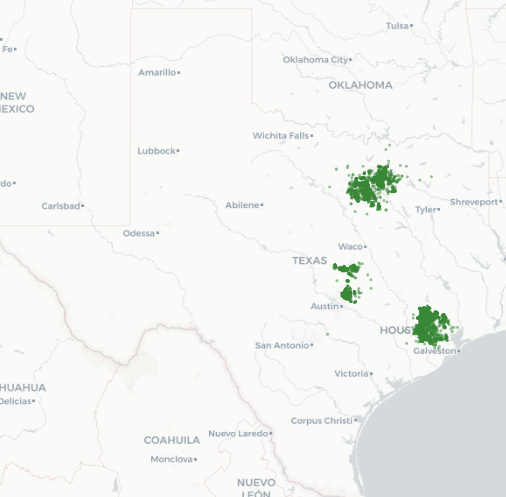 Tulsa
Fe
Oklahoma City
Amarillo
OKLAHOMA
NEW
MEXICO
Wichita Falls
Lubbock
Carlsbad
Abilene
Tyler
Shreveport
Odessa
Waco
TEXAS
Austin
HOUS
San Antonio
Galveston
Victoria
HUAHUA
Delicias
Corpus Christi
COAHUILA
Nuevo Laredo
Monclova
NUEVO
LEÓN